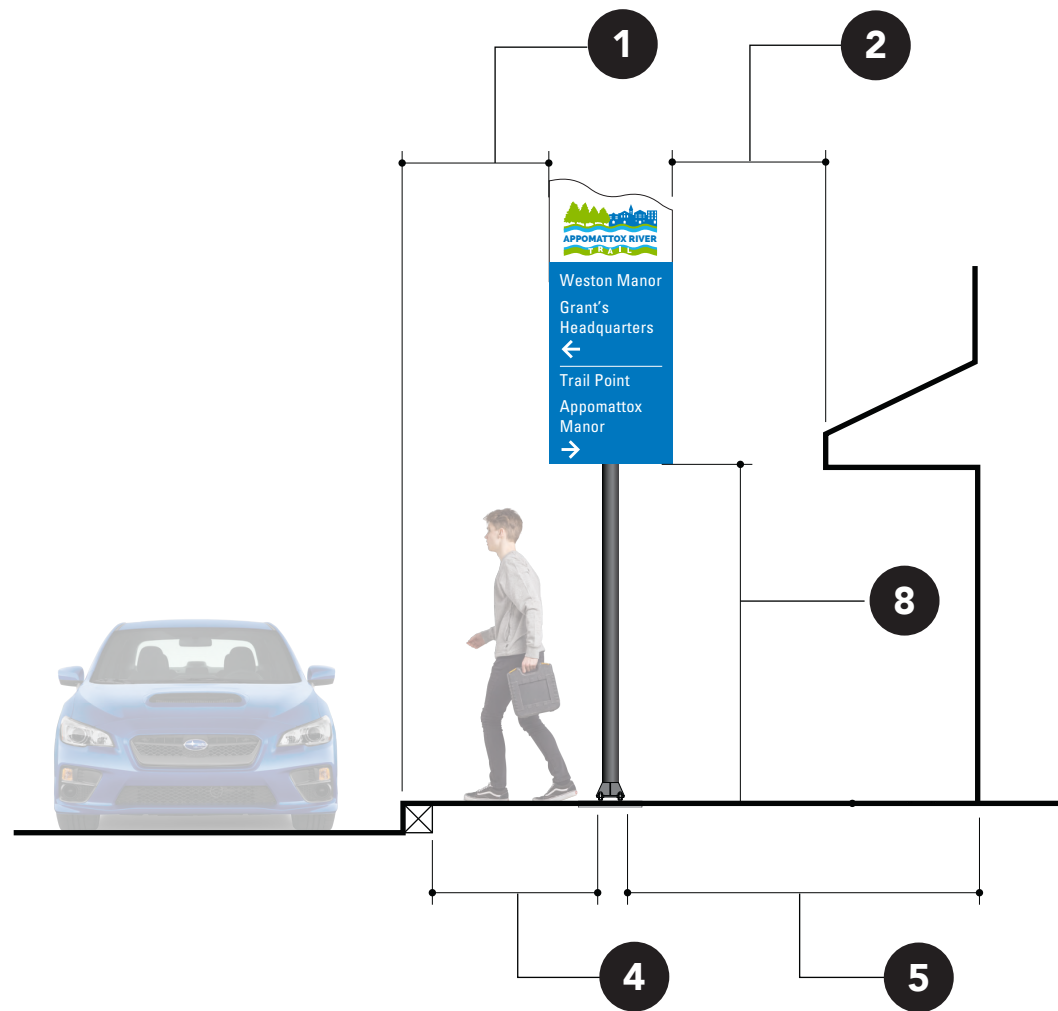 1
2
APPOMATTOX RIVER
TRAIL
Weston Manor
Grant's
Headquarters
←
Trail Point
Appomattox
Manor
→
8
4
5